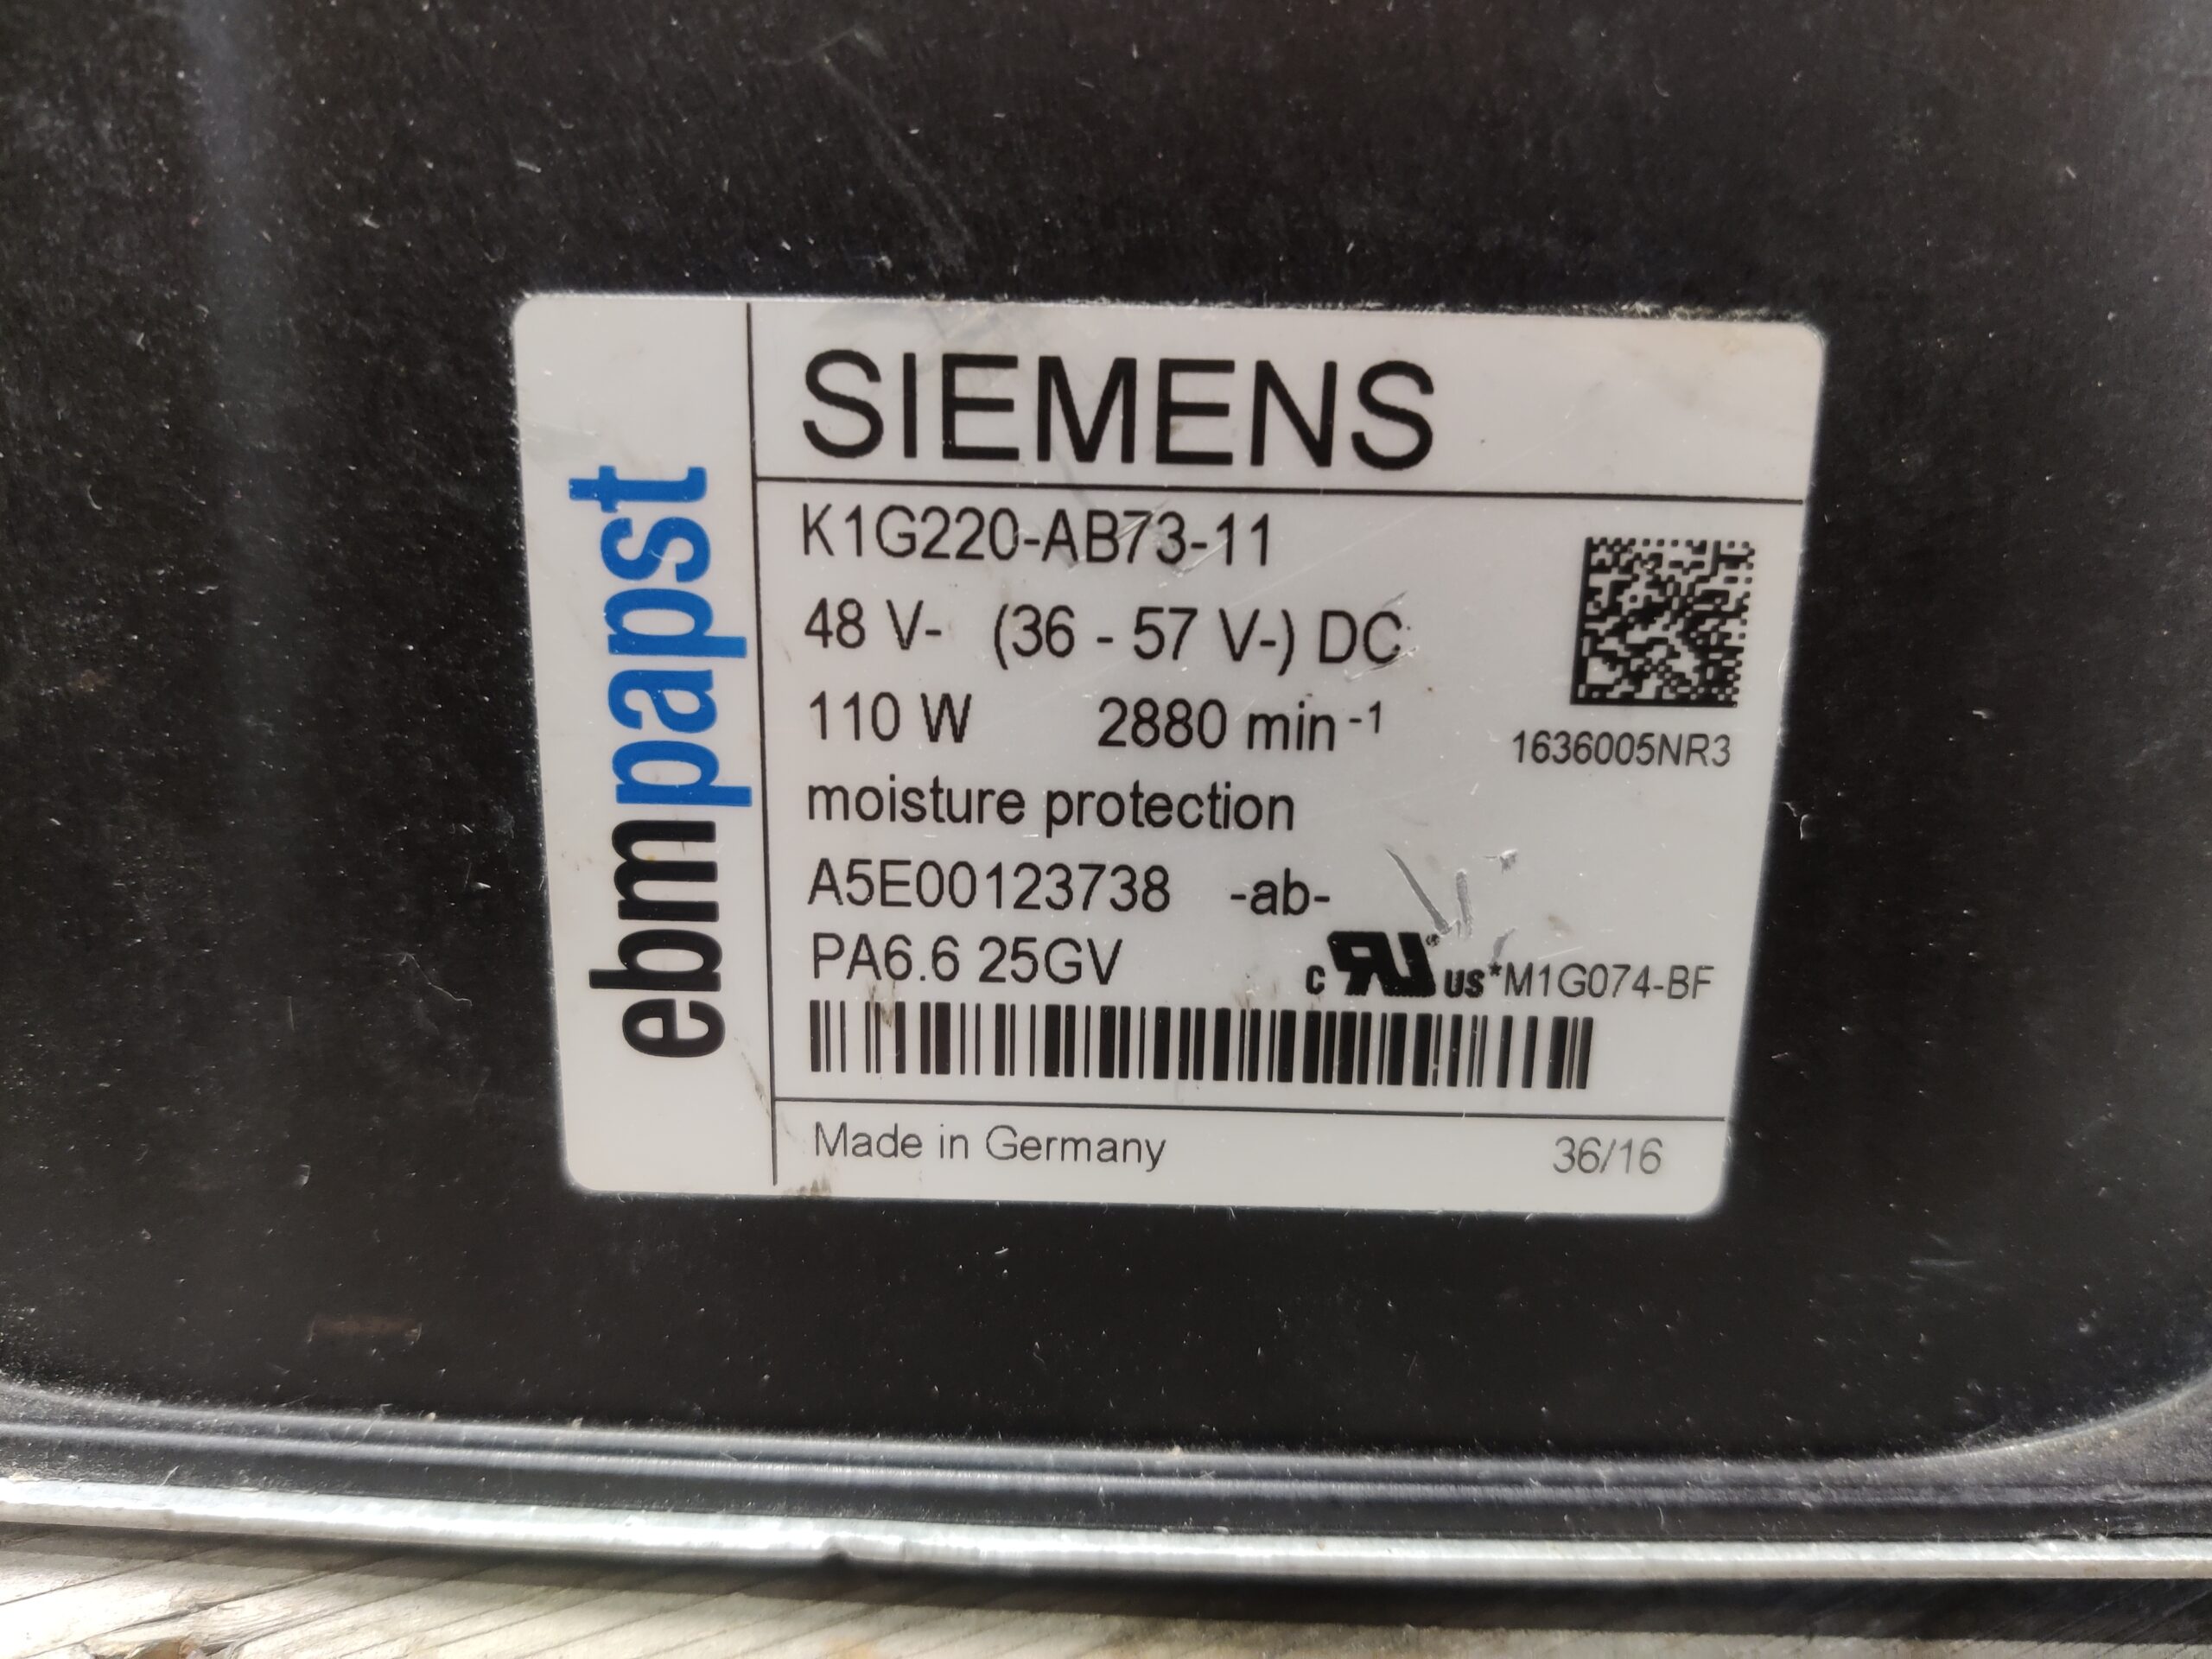 ebmpapst
SIEMENS
K1G220-AB73-11
48 V- (36 - 57 V-) DC
110 W 2880 min-1
1636005NR3
moisture protection
A5E00123738 -ab-
PA6.6 25GV c RU® us *M1G074-BF
Made in Germany 36/16